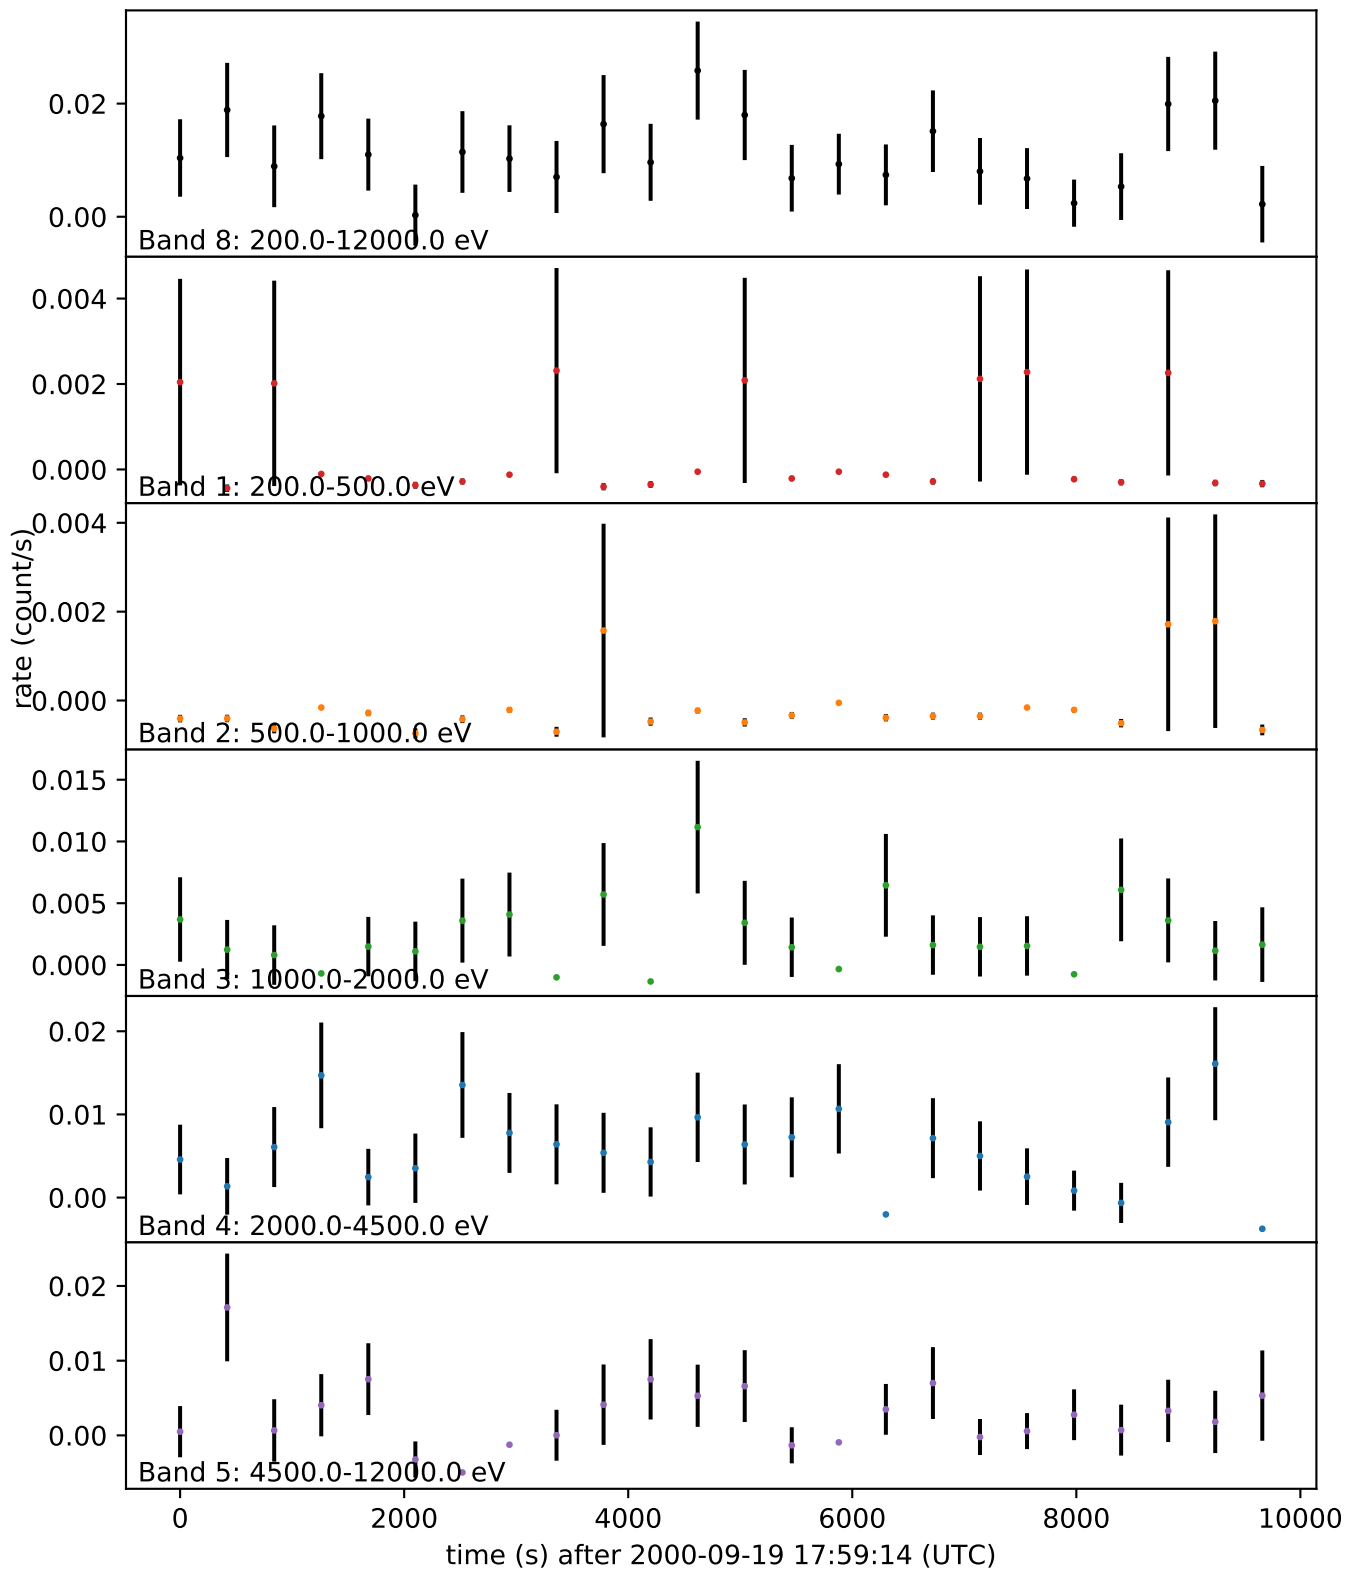 0.02
0.00
Band 8: 200.0-12000.0 eV
0.004
0.002
0.000
Band 1: 200.0-500.0 eV
0.004
0.002
0.000
Band 2: 500.0-1000.0 eV
rate (count/s)
0.015
0.010
0.005
0.000
Band 3: 1000.0-2000.0 eV
0.02
0.01
0.00
Band 4: 2000.0-4500.0 eV
0.02
0.01
0.00
Band 5: 4500.0-12000.0 eV
0 2000 4000 6000 8000 10000
time (s) after 2000-09-19 17:59:14 (UTC)